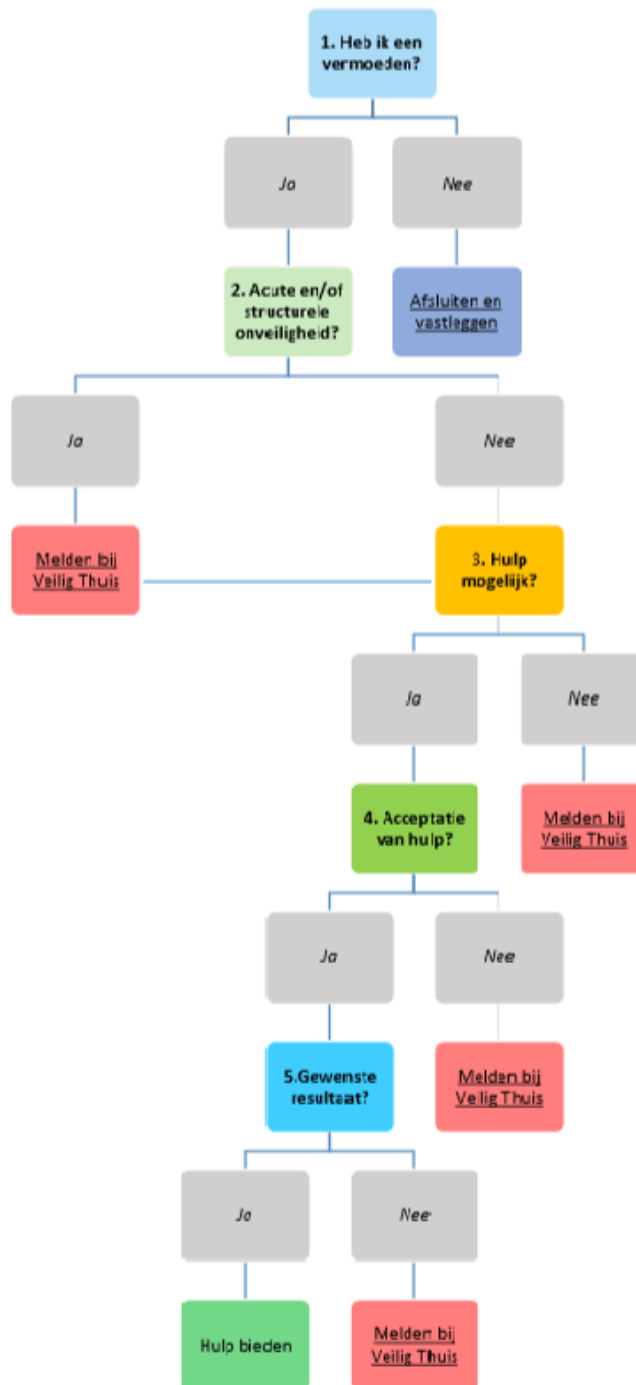 1. Heb ik een
vermoeden?
Ja
Nee
2. Acute en/of
structurele
onveiligheid?
Afsluiten en
vastleggen
Ja
Nee
Melden bij
Veilig Thuis
3. Hulp
mogelijk?
Ja
Nee
4. Acceptatie
van hulp?
Melden bij
Veilig Thuis
Ja
Nee
5.Gewenste
resultaat?
Melden bij
Veilig Thuis
Ja
Nee
Hulp bieden
Melden bij
Veilig Thuis